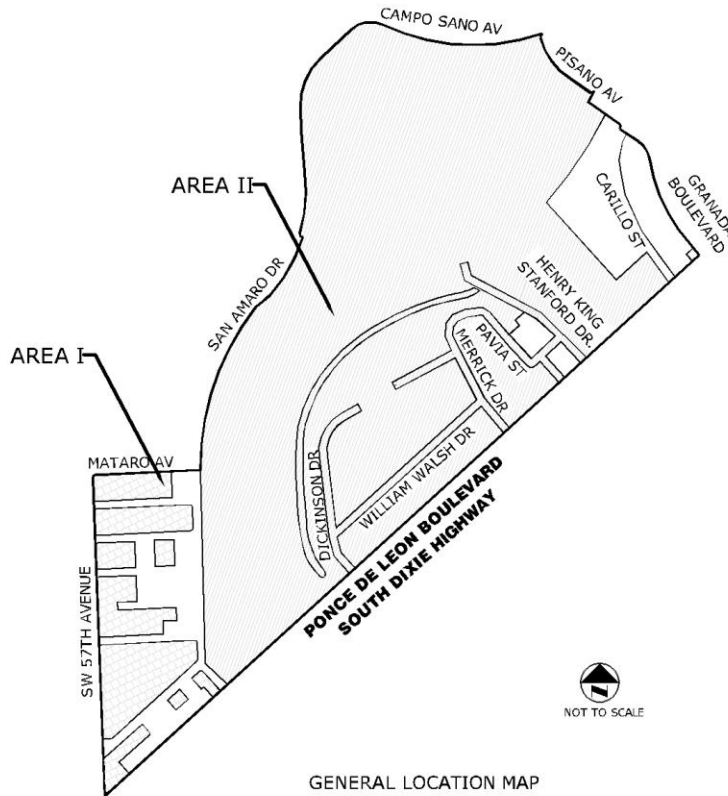 CAMPO SANO AV
PISANO AV
AREA II
CARILLO ST
GRANADA
BOULEVARD
SAN AMARO DR
HENRY KING
STANFORD DR.
AREA I
PAVIA ST
MERRICK DR
MATARO AV
DICKINSON DR
WILLIAM WALSH DR
PONCE DE LEON BOULEVARD
SOUTH DIXIE HIGHWAY
SW 57TH AVENUE
NOT TO SCALE
GENERAL LOCATION MAP